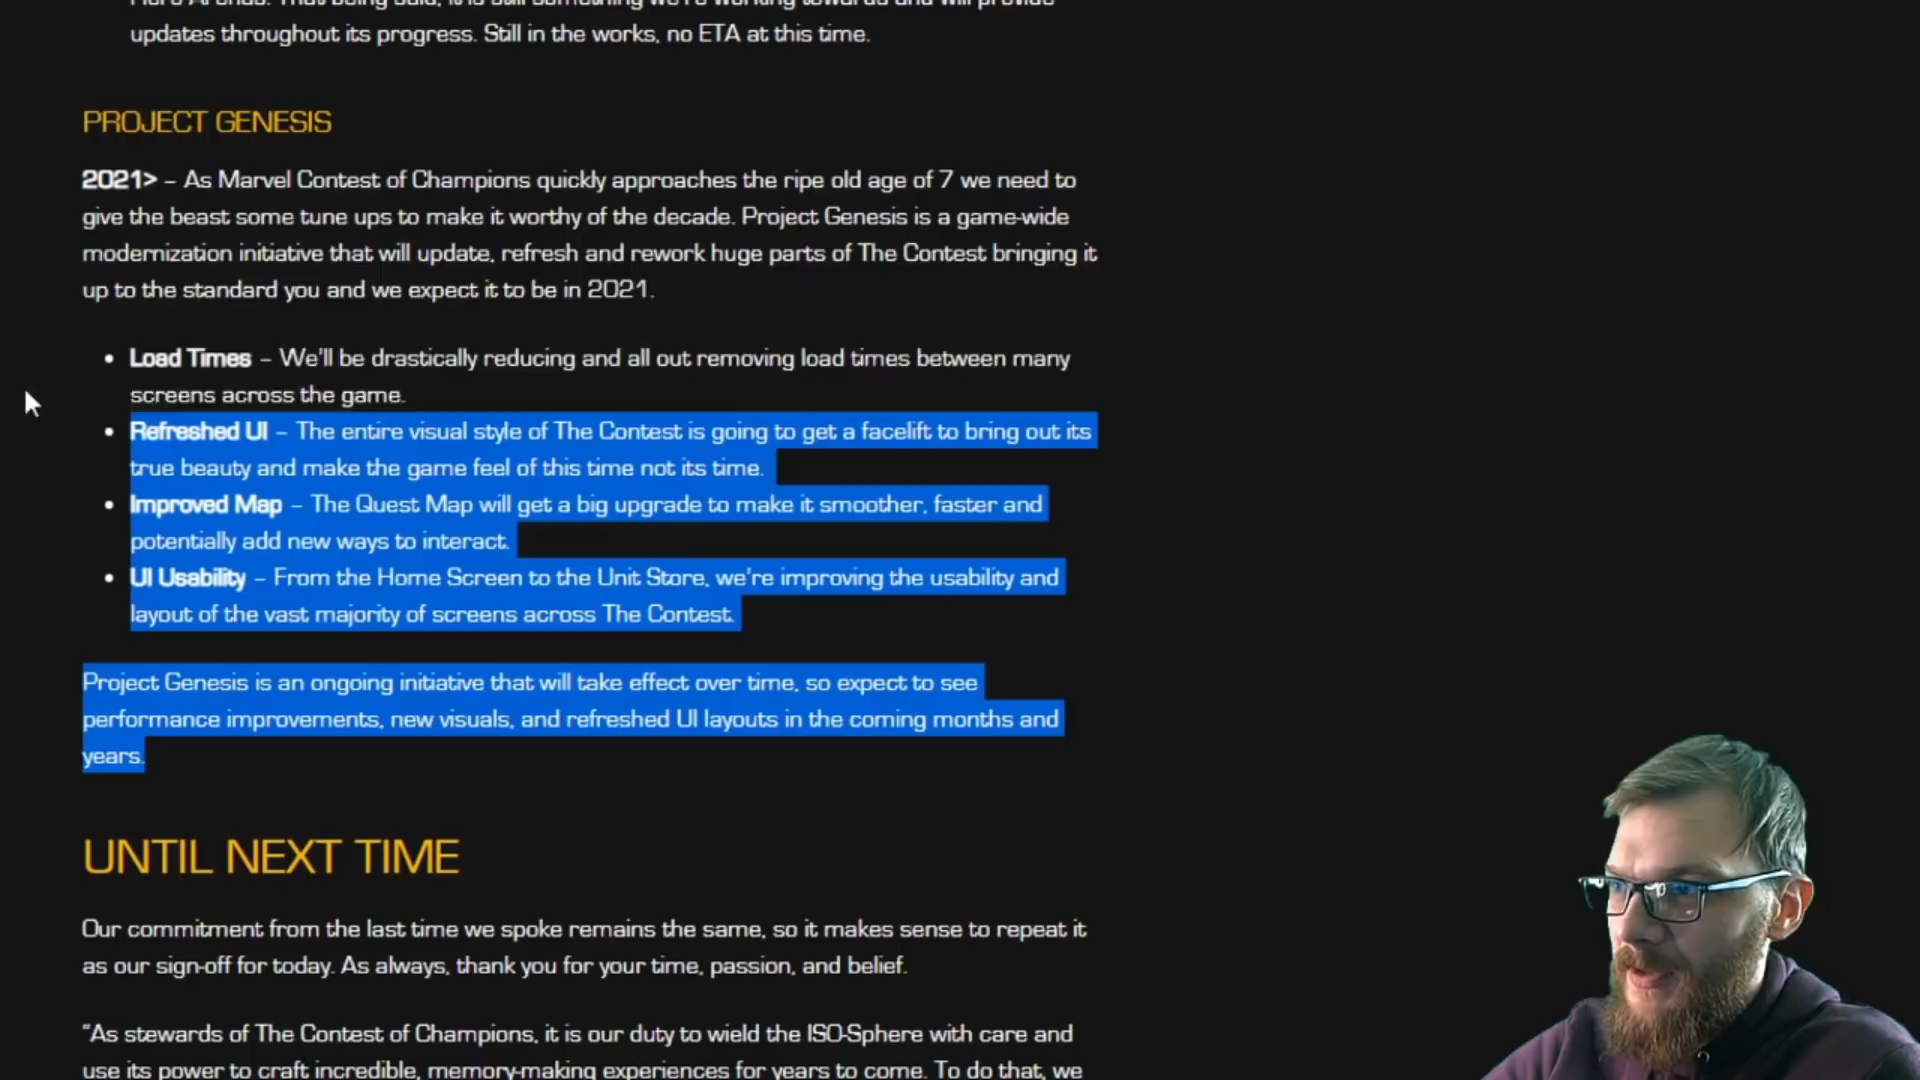 updates throughout its progress. Still in the works, no ETA at this time.
PROJECT GENESIS
2021> – As Marvel Contest of Champions quickly approaches the ripe old age of 7 we need to
give the beast some tune ups to make it worthy of the decade. Project Genesis is a game-wide
modernization initiative that will update, refresh and rework huge parts of The Contest bringing it
up to the standard you and we expect it to be in 2021.
• Load Times – We'll be drastically reducing and all out removing load times between many
screens across the game.
• Refreshed UI – The entire visual style of The Contest is going to get a facelift to bring out its
true beauty and make the game feel of this time not its time.
• Improved Map – The Quest Map will get a big upgrade to make it smoother, faster and
potentially add new ways to interact.
• UI Usability – From the Home Screen to the Unit Store, we're improving the usability and
layout of the vast majority of screens across The Contest.
Project Genesis is an ongoing initiative that will take effect over time, so expect to see
performance improvements, new visuals, and refreshed UI layouts in the coming months and
years.
UNTIL NEXT TIME
Our commitment from the last time we spoke remains the same, so it makes sense to repeat it
as our sign-off for today. As always, thank you for your time, passion, and belief.
"As stewards of The Contest of Champions, it is our duty to wield the ISO-Sphere with care and
use its power to craft incredible, memory-making experiences for years to come. To do that, we